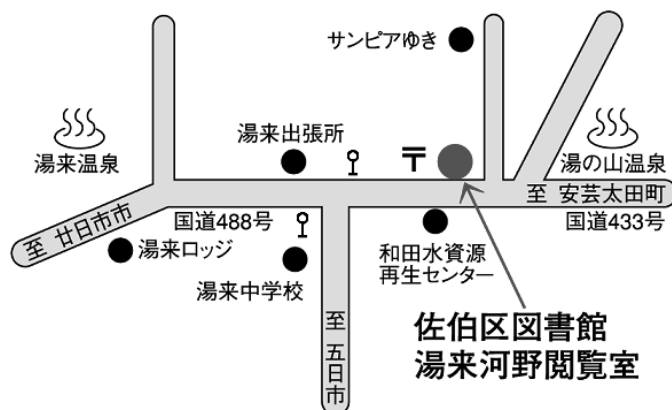 サンピアゆき
湯来温泉
湯来出張所
〒
湯の山温泉
至 安芸太田町
国道433号
国道488号
至 廿日市市
湯来ロッジ
湯来中学校
和田水資源
再生センター
至 五日市
佐伯区図書館
湯来河野閲覧室